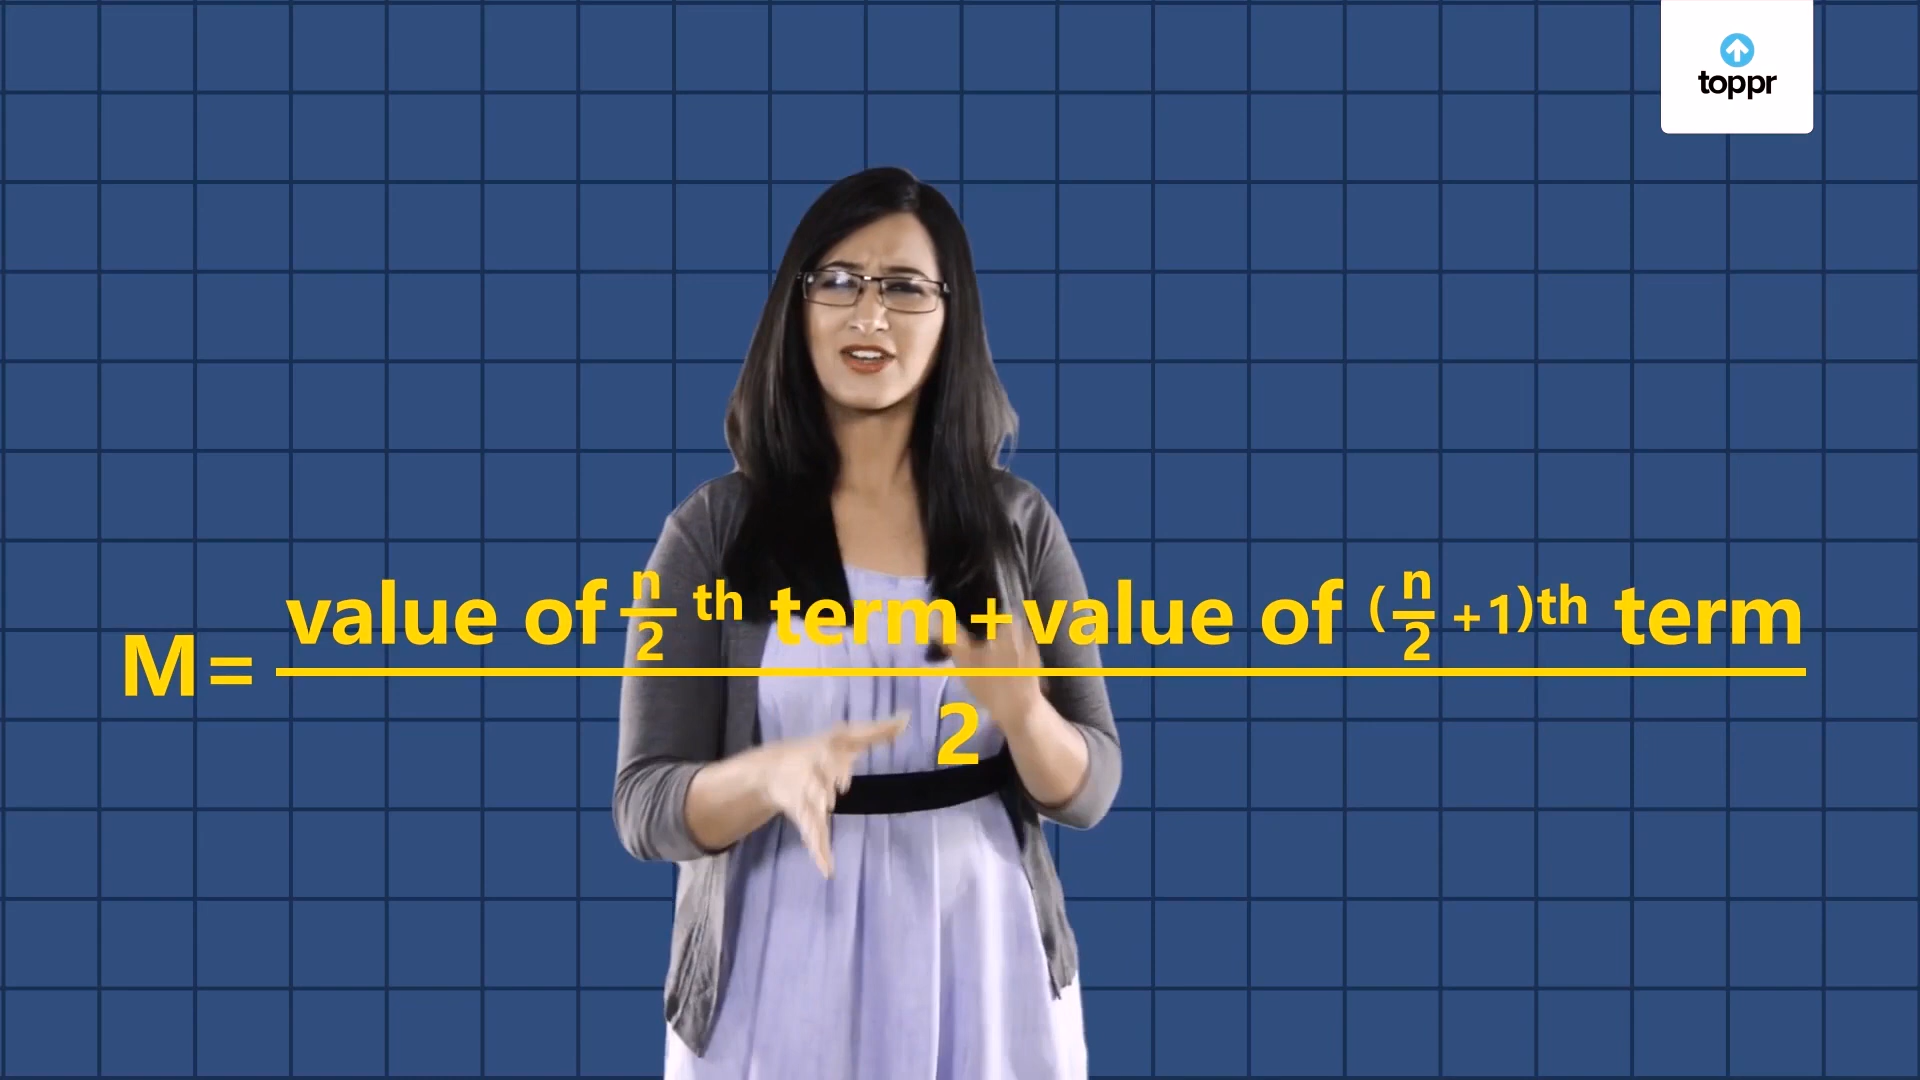 toppr
M= value of n/2 th term+value of (n/2 +1)th term
2